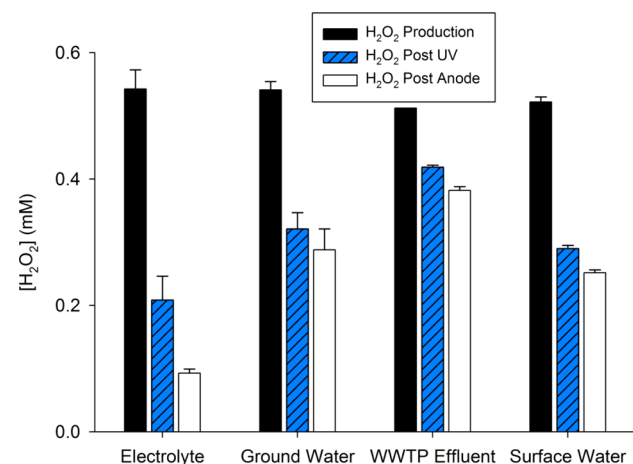 H₂O₂ Production
H₂O₂ Post UV
H₂O₂ Post Anode
0.6
0.4
0.2
0.0
[H₂O₂] (mM)
Electrolyte Ground Water WWTP Effluent Surface Water